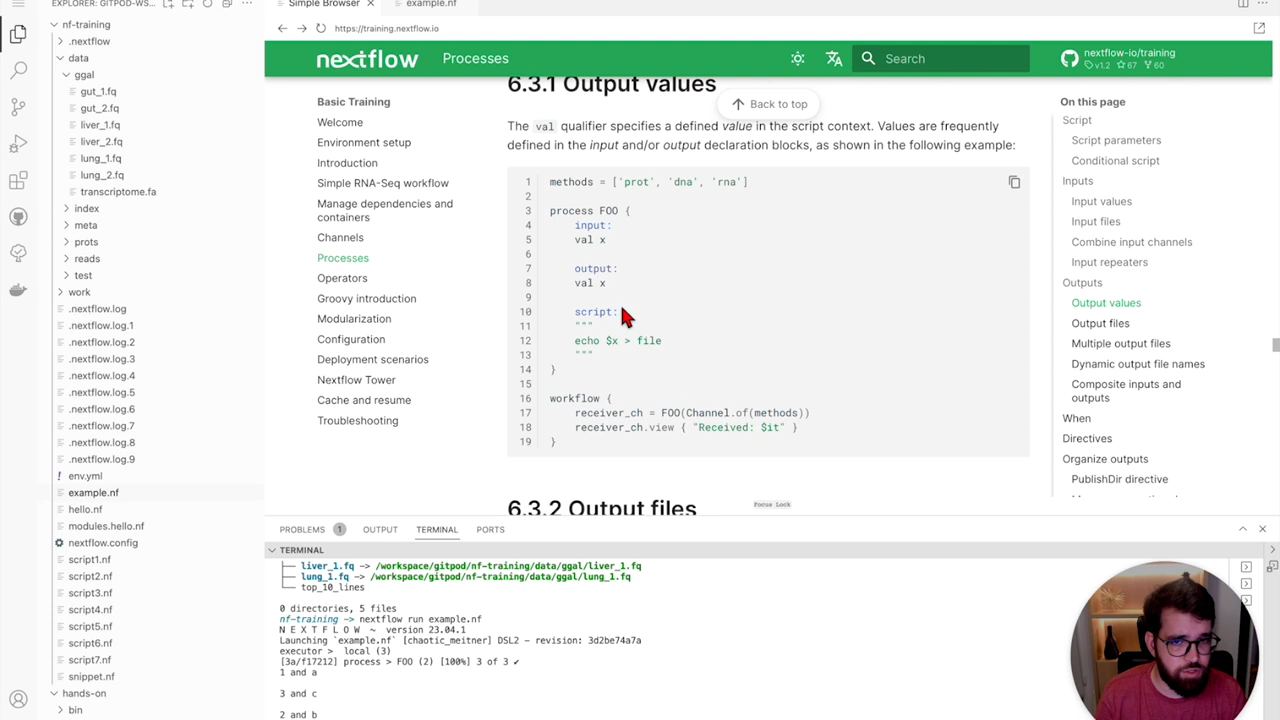 EXPLORER: GITPOD-WS...
nf-training
.nextflow
data
ggal
gut_1.fq
gut_2.fq
liver_1.fq
liver_2.fq
lung_1.fq
lung_2.fq
transcriptome.fa
index
meta
prots
reads
test
work
.nextflow.log
.nextflow.log.1
.nextflow.log.2
.nextflow.log.3
.nextflow.log.4
.nextflow.log.5
.nextflow.log.6
.nextflow.log.7
.nextflow.log.8
.nextflow.log.9
env.yml
example.nf
hello.nf
modules.hello.nf
nextflow.config
script1.nf
script2.nf
script3.nf
script4.nf
script5.nf
script6.nf
script7.nf
snippet.nf
hands-on
bin
Simple Browser
example.nf
https://training.nextflow.io
nextflow
Processes
Search
nextflow-io/training
v1.2 67 60
Basic Training
Welcome
Environment setup
Introduction
Simple RNA-Seq workflow
Manage dependencies and
containers
Channels
Processes
Operators
Groovy introduction
Modularization
Configuration
Deployment scenarios
Nextflow Tower
Cache and resume
Troubleshooting
6.3.1 Output values
Back to top
The val qualifier specifies a defined value in the script context. Values are frequently
defined in the input and/or output declaration blocks, as shown in the following example:
1 methods = ['prot', 'dna', 'rna']
2
3 process FOO {
4 input:
5 val x
6
7 output:
8 val x
9
10 script:
11 """
12 echo $x > file
13 """
14 }
15
16 workflow {
17 receiver_ch = FOO(Channel.of(methods))
18 receiver_ch.view { "Received: $it" }
19 }
6.3.2 Output files
Focus Lock
On this page
Script
Script parameters
Conditional script
Inputs
Input values
Input files
Combine input channels
Input repeaters
Outputs
Output values
Output files
Multiple output files
Dynamic output file names
Composite inputs and
outputs
When
Directives
Organize outputs
PublishDir directive
PROBLEMS 1
OUTPUT
TERMINAL
PORTS
TERMINAL
├── liver_1.fq -> /workspace/gitpod/nf-training/data/ggal/liver_1.fq
├── lung_1.fq -> /workspace/gitpod/nf-training/data/ggal/lung_1.fq
└── top_10_lines
0 directories, 5 files
nf-training -> nextflow run example.nf
N E X T F L O W ~ version 23.04.1
Launching `example.nf` [chaotic_meitner] DSL2 - revision: 3d2be74a7a
executor > local (3)
[3a/f17212] process > FOO (2) [100%] 3 of 3 ✔
1 and a
3 and c
2 and b